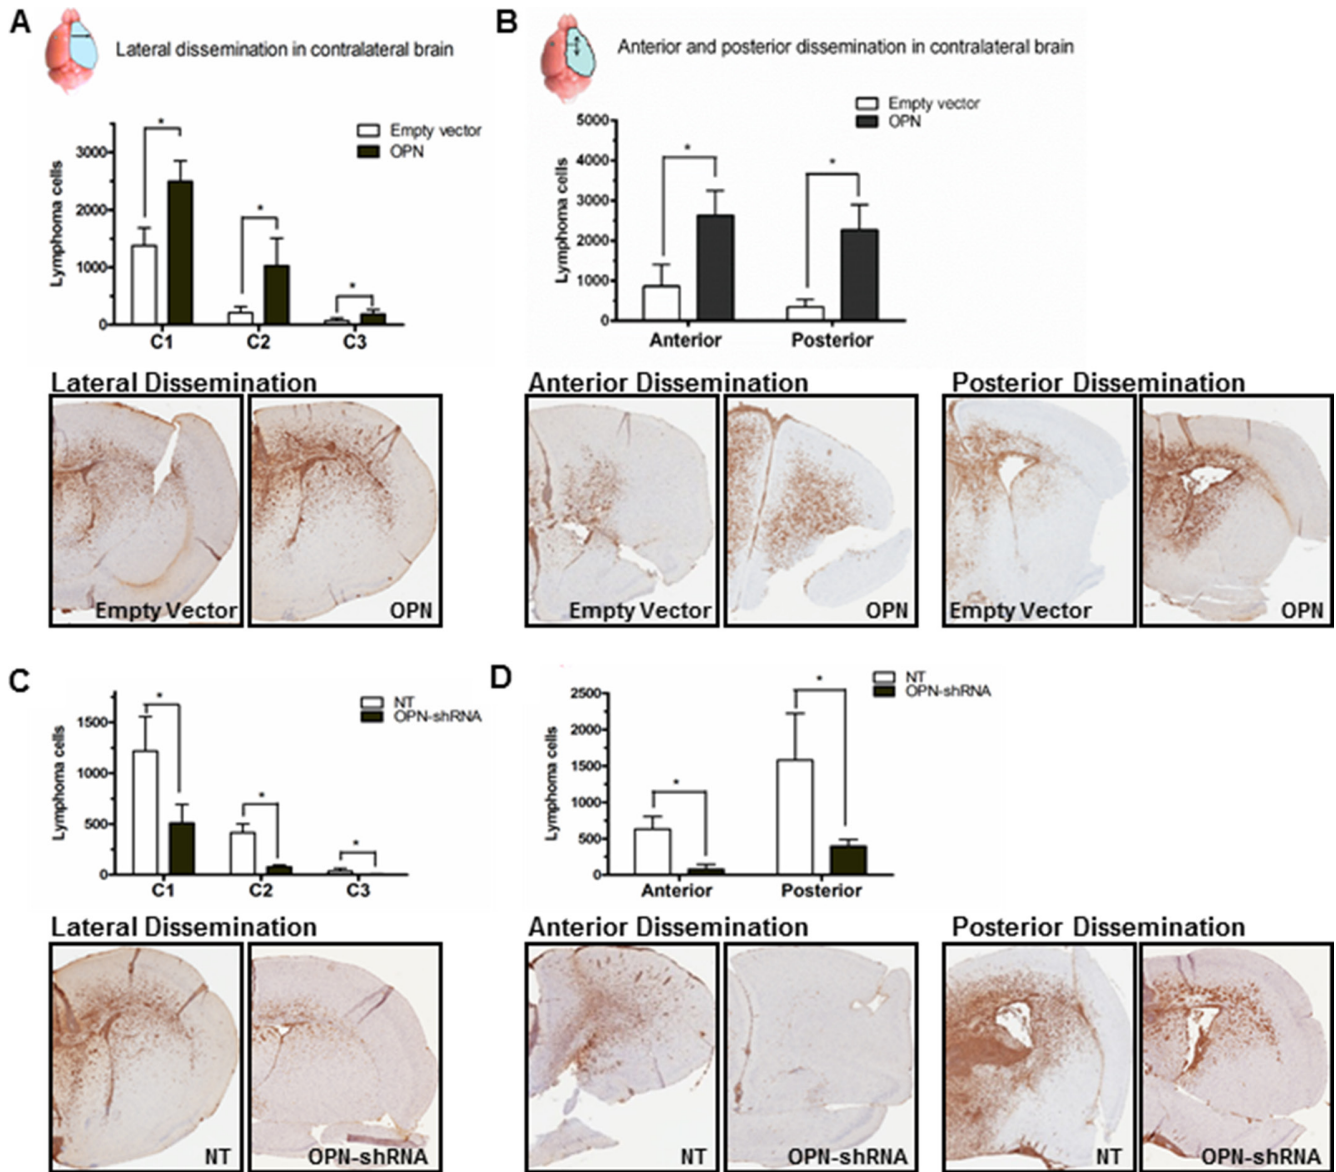 A
Lateral dissemination in contralateral brain
Empty vector
OPN
Lymphoma cells
3000
2000
1000
0
*
*
*
C1 C2 C3
Lateral Dissemination
Empty Vector
OPN
B
Anterior and posterior dissemination in contralateral brain
Empty vector
OPN
Lymphoma cells
5000
4000
3000
2000
1000
0
*
*
Anterior Posterior
Anterior Dissemination
Empty Vector
OPN
Posterior Dissemination
Empty Vector
OPN
C
NT
OPN-shRNA
Lymphoma cells
1500
1000
500
0
*
*
*
C1 C2 C3
Lateral Dissemination
NT
OPN-shRNA
D
NT
OPN-shRNA
Lymphoma cells
2500
2000
1500
1000
500
0
*
*
Anterior Posterior
Anterior Dissemination
NT
OPN-shRNA
Posterior Dissemination
NT
OPN-shRNA